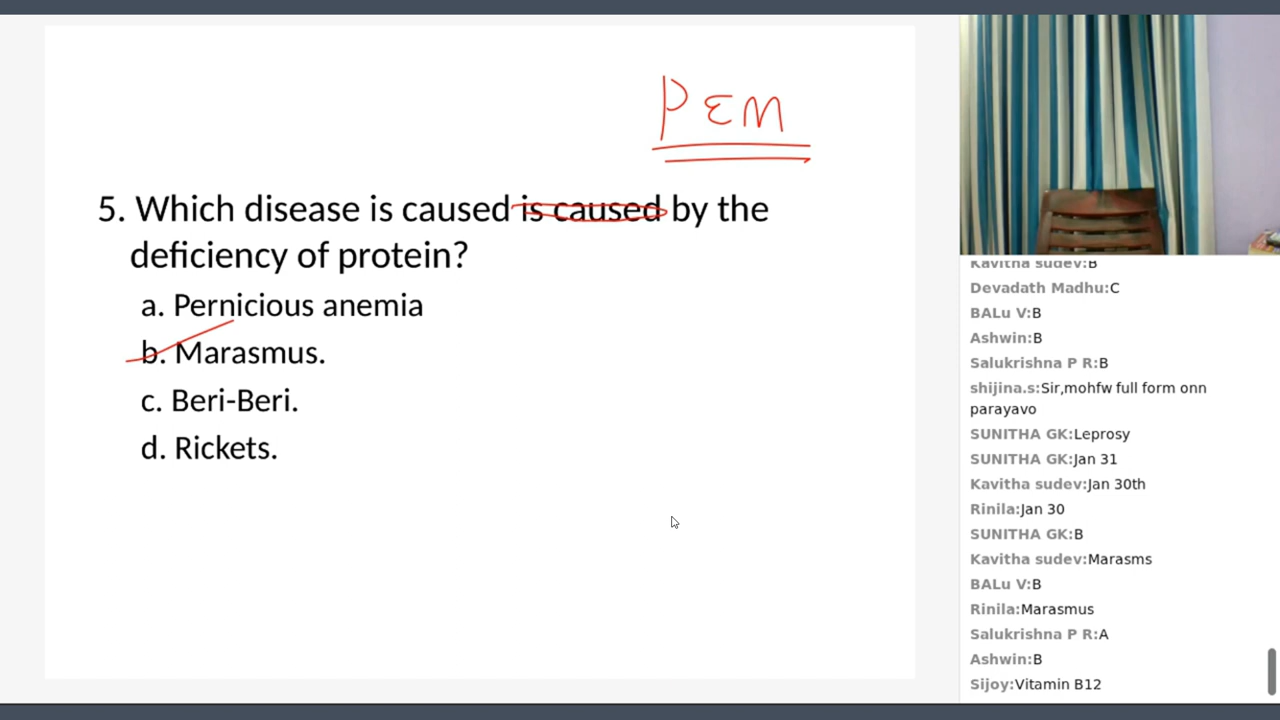 PEM
5. Which disease is caused is caused by the
deficiency of protein?
a. Pernicious anemia
b. Marasmus.
c. Beri-Beri.
d. Rickets.
Kavitha sudev:B
Devadath Madhu:C
BALu V:B
Ashwin:B
Salukrishna P R:B
shijina.s:Sir,mohfw full form onn
parayavo
SUNITHA GK:Leprosy
SUNITHA GK:Jan 31
Kavitha sudev:Jan 30th
Rinila:Jan 30
SUNITHA GK:B
Kavitha sudev:Marasms
BALu V:B
Rinila:Marasmus
Salukrishna P R:A
Ashwin:B
Sijoy:Vitamin B12